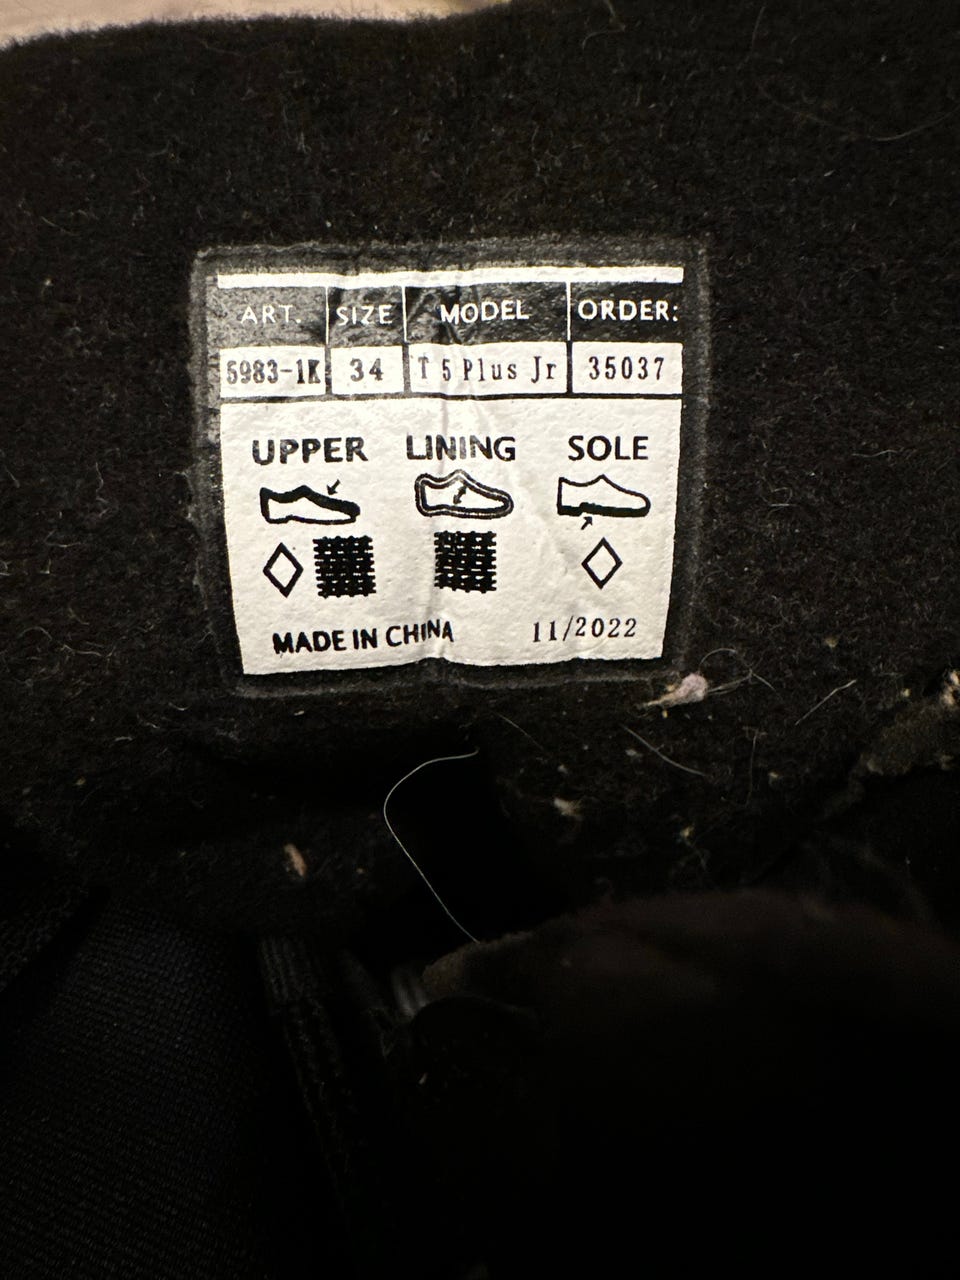 ART. SIZE MODEL ORDER:
5983-1K 34 T 5 Plus Jr 35037
UPPER LINING SOLE
MADE IN CHINA 11/2022